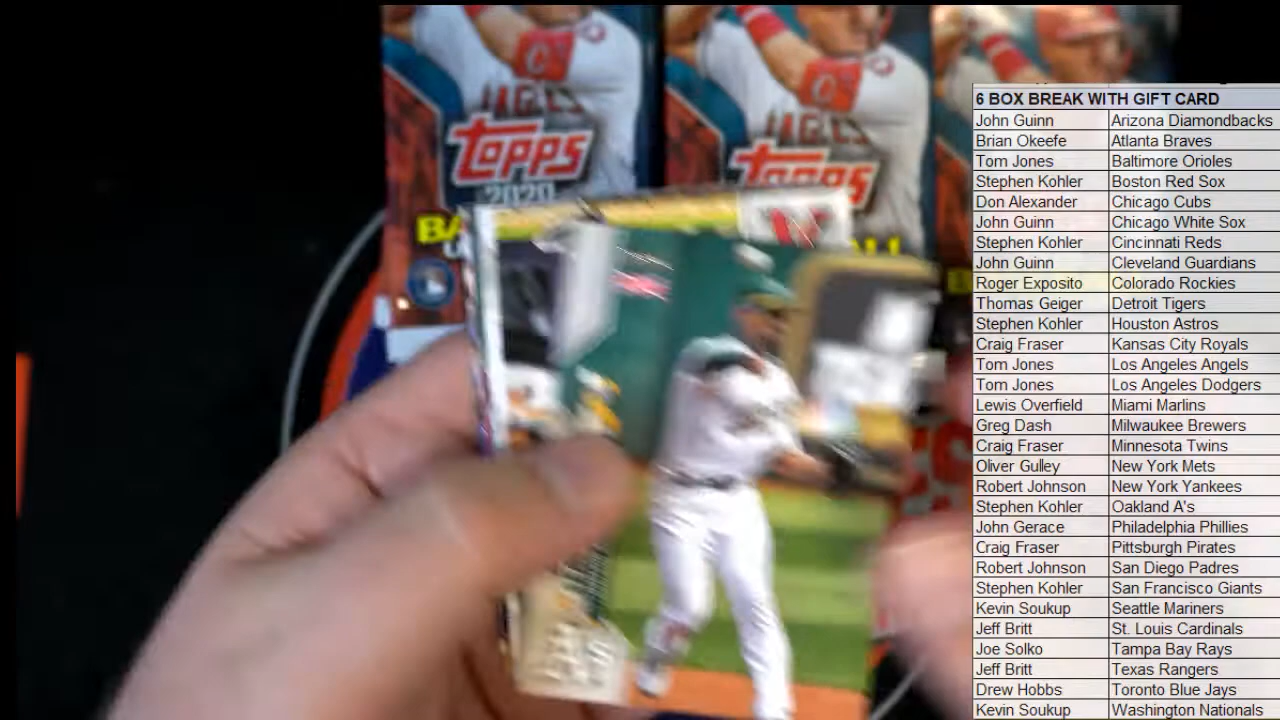 TOPPS
2020
TOPPS
6 BOX BREAK WITH GIFT CARD
John Guinn Arizona Diamondbacks
Brian Okeefe Atlanta Braves
Tom Jones Baltimore Orioles
Stephen Kohler Boston Red Sox
Don Alexander Chicago Cubs
John Guinn Chicago White Sox
Stephen Kohler Cincinnati Reds
John Guinn Cleveland Guardians
Roger Exposito Colorado Rockies
Thomas Geiger Detroit Tigers
Stephen Kohler Houston Astros
Craig Fraser Kansas City Royals
Tom Jones Los Angeles Angels
Tom Jones Los Angeles Dodgers
Lewis Overfield Miami Marlins
Greg Dash Milwaukee Brewers
Craig Fraser Minnesota Twins
Oliver Gulley New York Mets
Robert Johnson New York Yankees
Stephen Kohler Oakland A's
John Gerace Philadelphia Phillies
Craig Fraser Pittsburgh Pirates
Robert Johnson San Diego Padres
Stephen Kohler San Francisco Giants
Kevin Soukup Seattle Mariners
Jeff Britt St. Louis Cardinals
Joe Solko Tampa Bay Rays
Jeff Britt Texas Rangers
Drew Hobbs Toronto Blue Jays
Kevin Soukup Washington Nationals